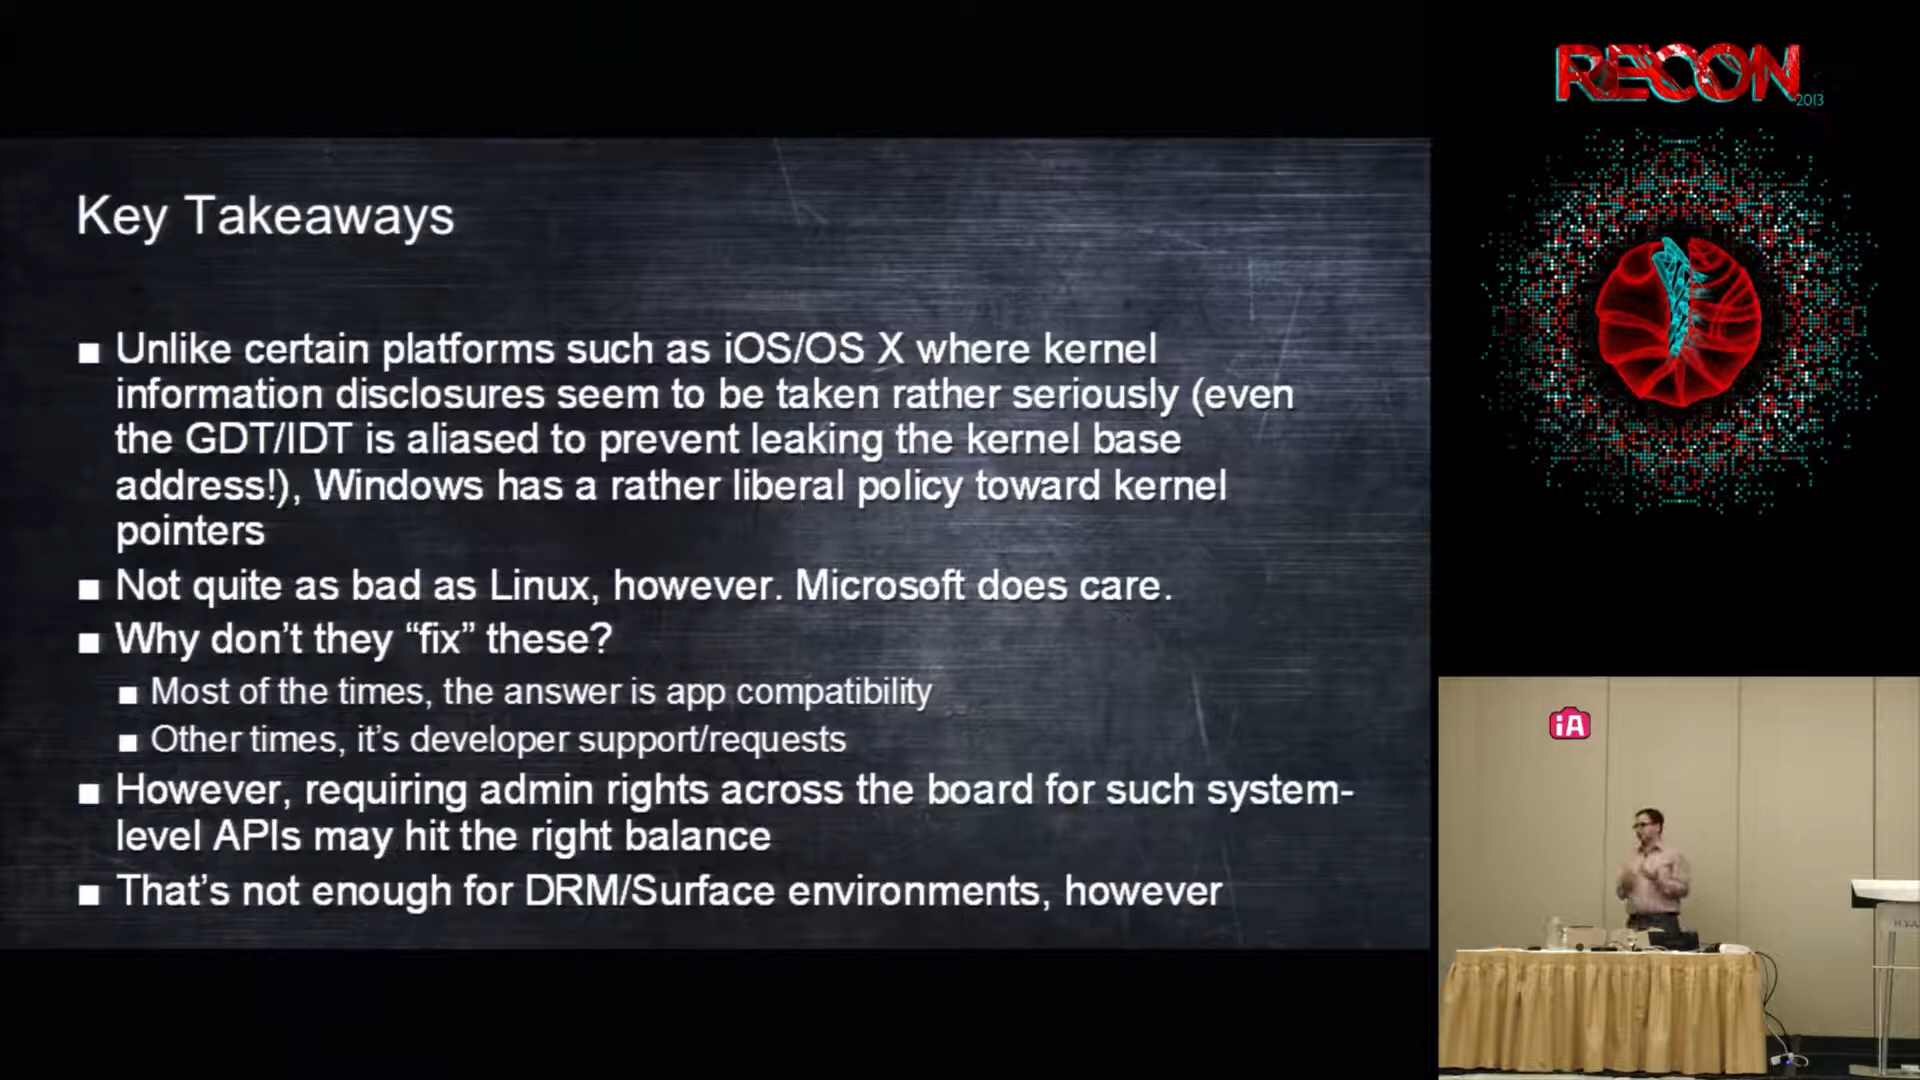 RECON
2013
Key Takeaways
■ Unlike certain platforms such as iOS/OS X where kernel
information disclosures seem to be taken rather seriously (even
the GDT/IDT is aliased to prevent leaking the kernel base
address!), Windows has a rather liberal policy toward kernel
pointers
■ Not quite as bad as Linux, however. Microsoft does care.
■ Why don’t they “fix” these?
■ Most of the times, the answer is app compatibility
■ Other times, it’s developer support/requests
■ However, requiring admin rights across the board for such system-
level APIs may hit the right balance
■ That’s not enough for DRM/Surface environments, however
iA